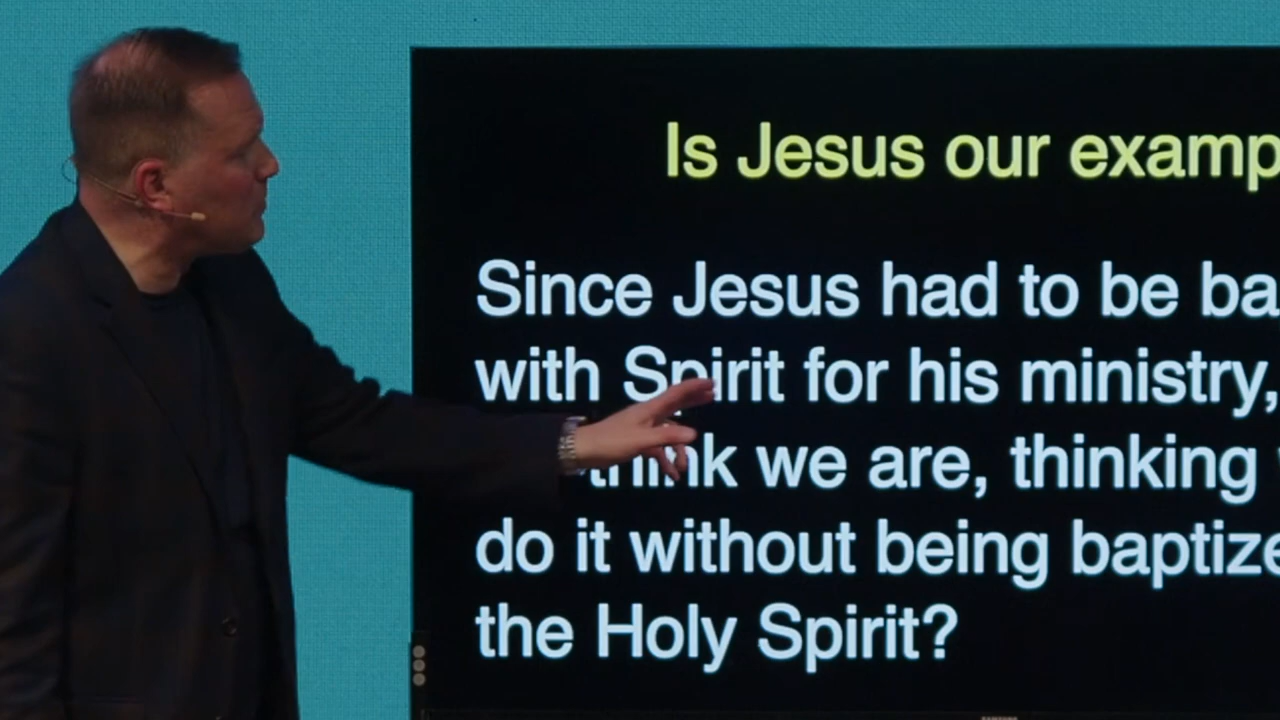 Is Jesus our examp
Since Jesus had to be ba
with Spirit for his ministry,
think we are, thinking
do it without being baptize
the Holy Spirit?